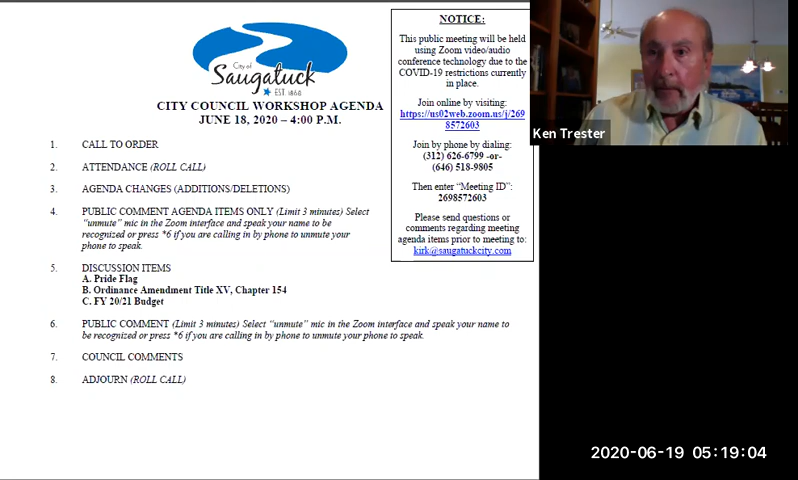 City of
Saugatuck
EST. 1868
CITY COUNCIL WORKSHOP AGENDA
JUNE 18, 2020 – 4:00 P.M.
1. CALL TO ORDER
2. ATTENDANCE (ROLL CALL)
3. AGENDA CHANGES (ADDITIONS/DELETIONS)
4. PUBLIC COMMENT AGENDA ITEMS ONLY (Limit 3 minutes) Select
"unmute" mic in the Zoom interface and speak your name to be
recognized or press *6 if you are calling in by phone to unmute your
phone to speak.
5. DISCUSSION ITEMS
A. Pride Flag
B. Ordinance Amendment Title XV, Chapter 154
C. FY 20/21 Budget
6. PUBLIC COMMENT (Limit 3 minutes) Select "unmute" mic in the Zoom interface and speak your name to
be recognized or press *6 if you are calling in by phone to unmute your phone to speak.
7. COUNCIL COMMENTS
8. ADJOURN (ROLL CALL)
NOTICE:
This public meeting will be held
using Zoom video/audio
conference technology due to the
COVID-19 restrictions currently
in place.
Join online by visiting:
https://us02web.zoom.us/j/269
8572603
Join by phone by dialing:
(312) 626-6799 -or-
(646) 518-9805
Then enter "Meeting ID":
2698572603
Please send questions or
comments regarding meeting
agenda items prior to meeting to:
kirk@saugatuckcity.com
Ken Trester
2020-06-19 05:19:04